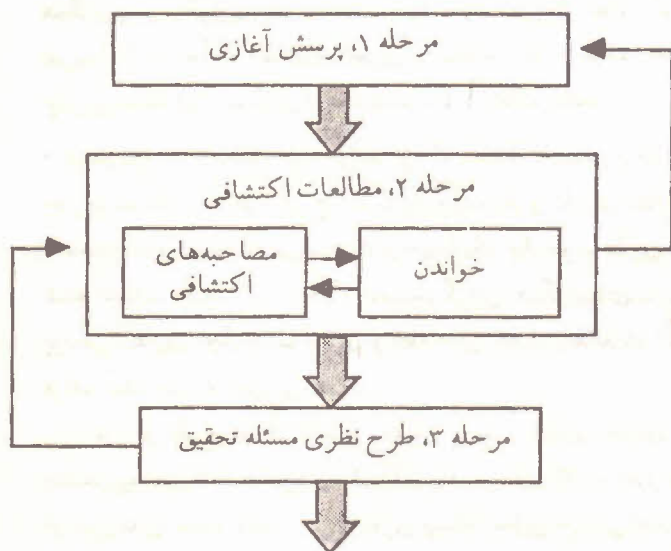 مرحله ۱، پرسش آغازی
مرحله ۲، مطالعات اکتشافی
خواندن
مصاحبه‌های
اکتشافی
مرحله ۳، طرح نظری مسئله تحقیق